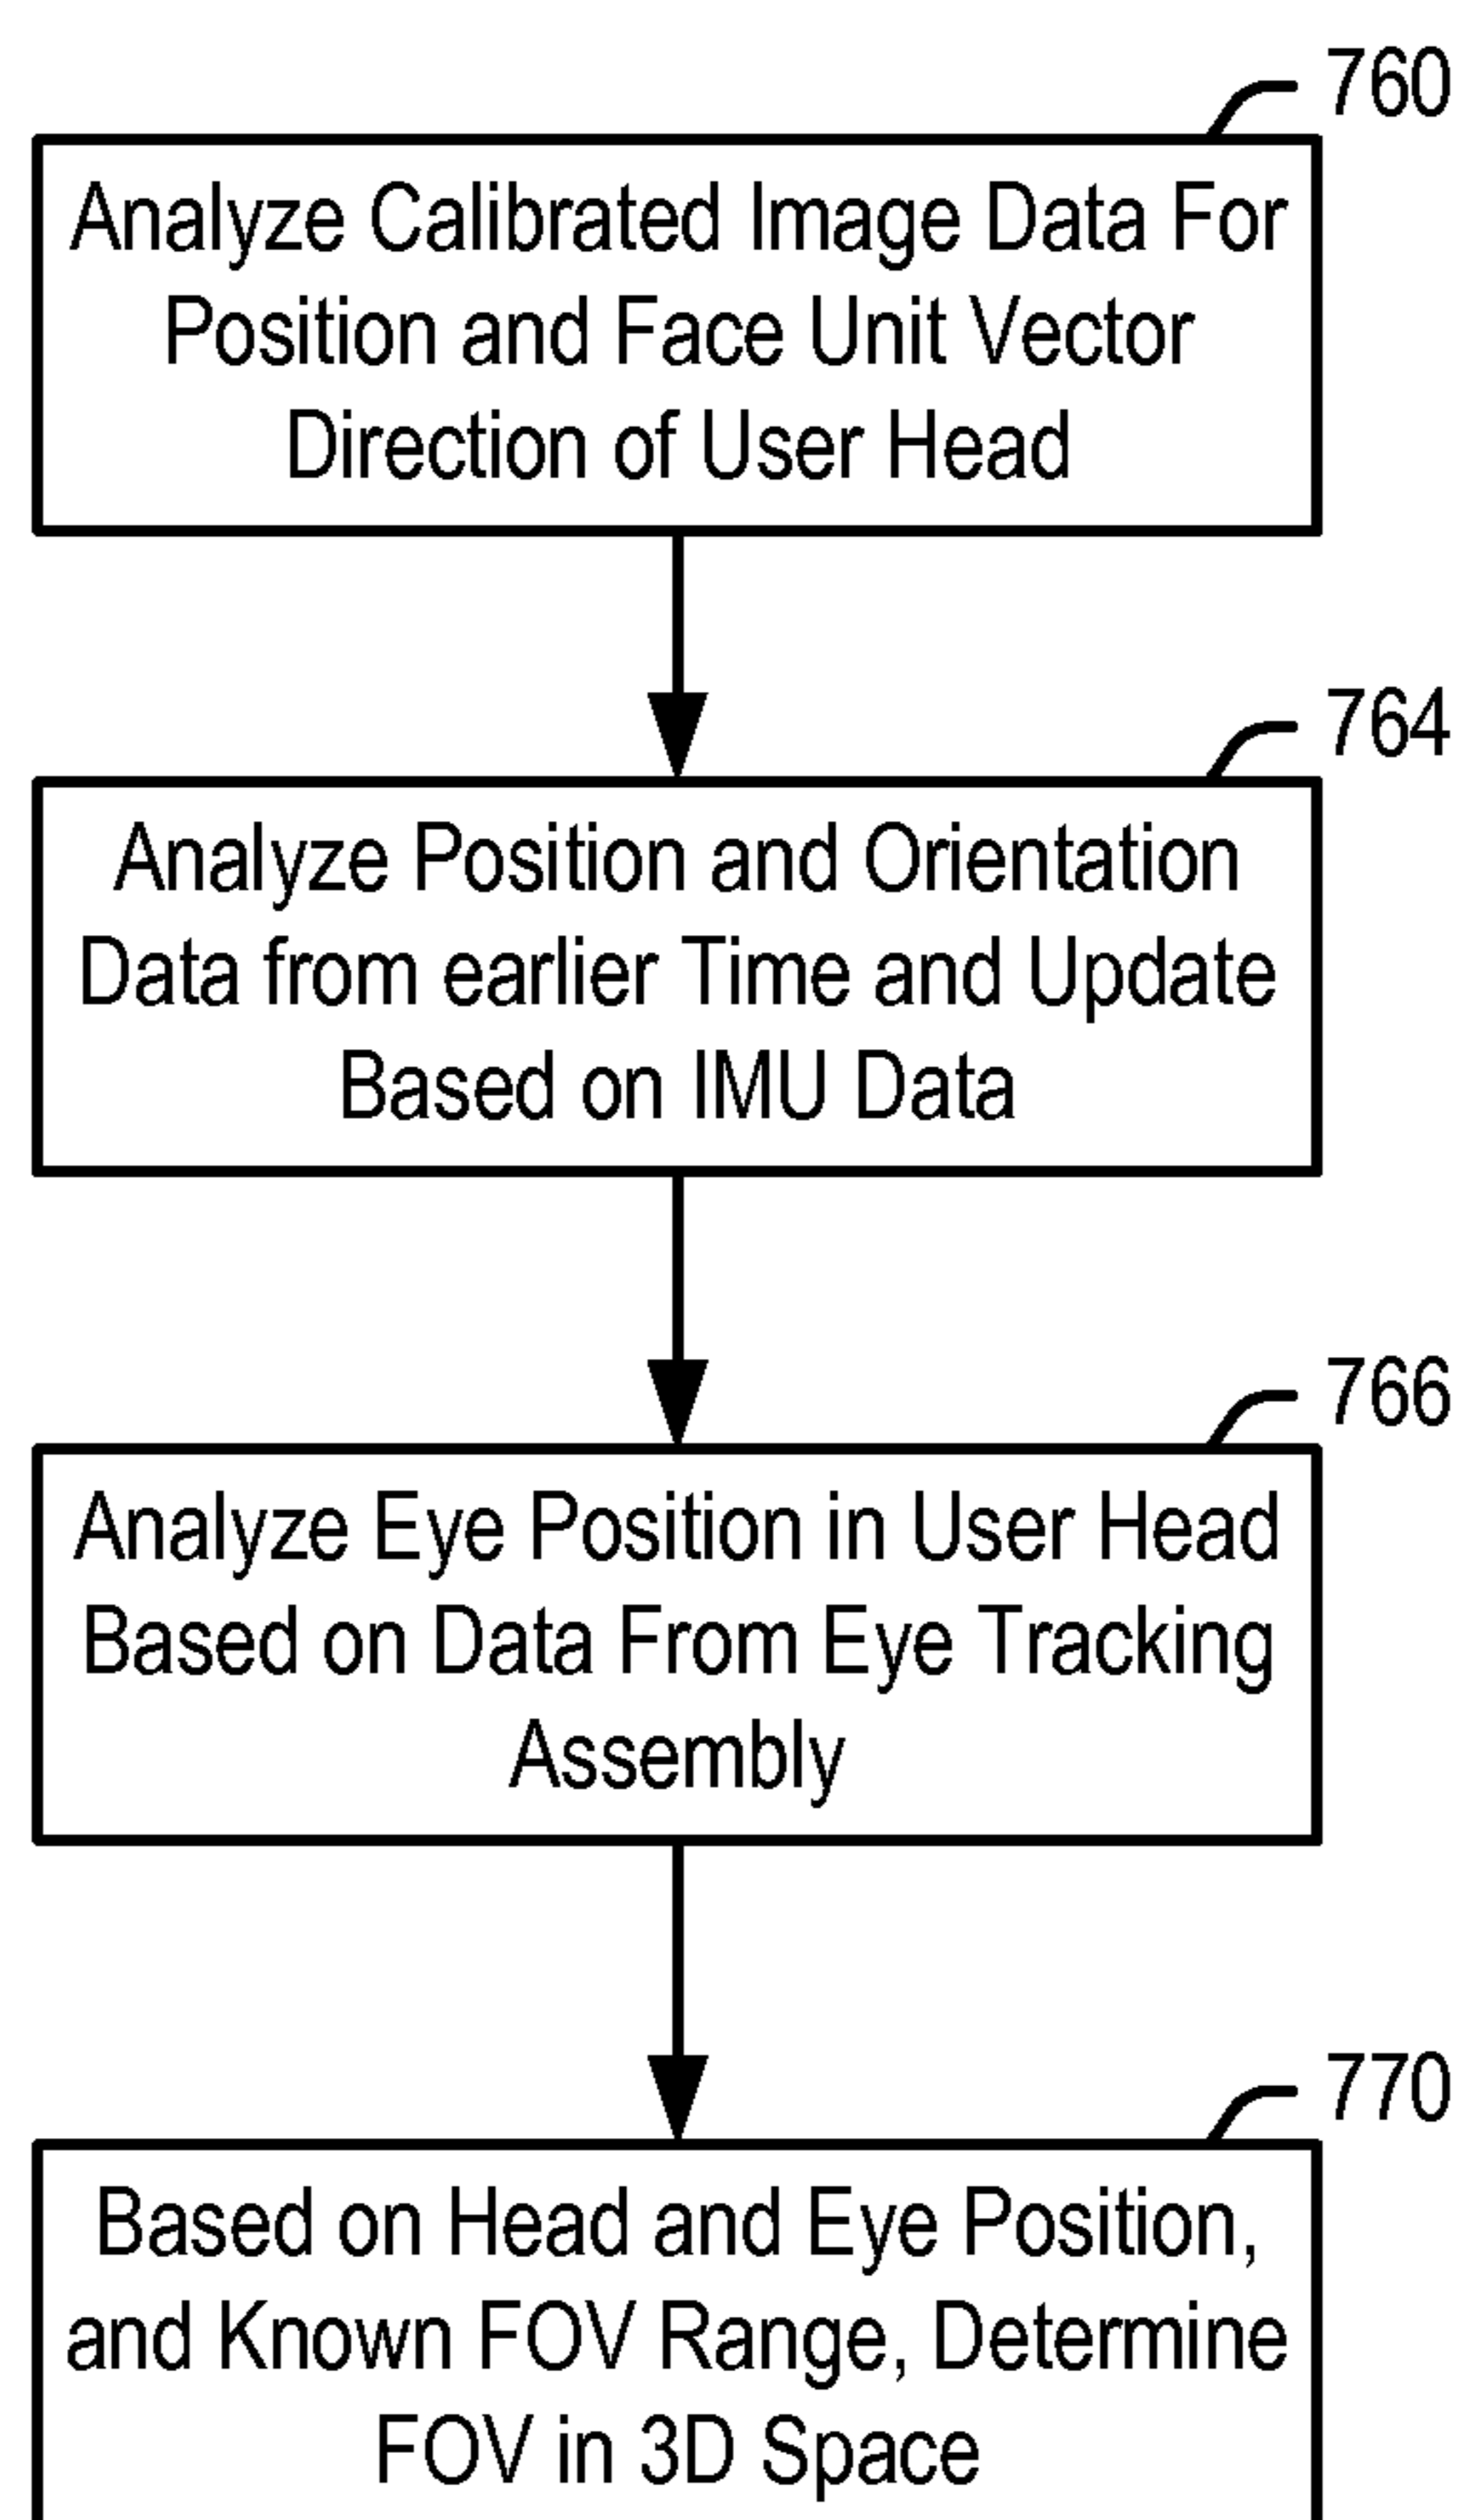 760
Analyze Calibrated Image Data For
Position and Face Unit Vector
Direction of User Head
764
Analyze Position and Orientation
Data from earlier Time and Update
Based on IMU Data
766
Analyze Eye Position in User Head
Based on Data From Eye Tracking
Assembly
770
Based on Head and Eye Position,
and Known FOV Range, Determine
FOV in 3D Space